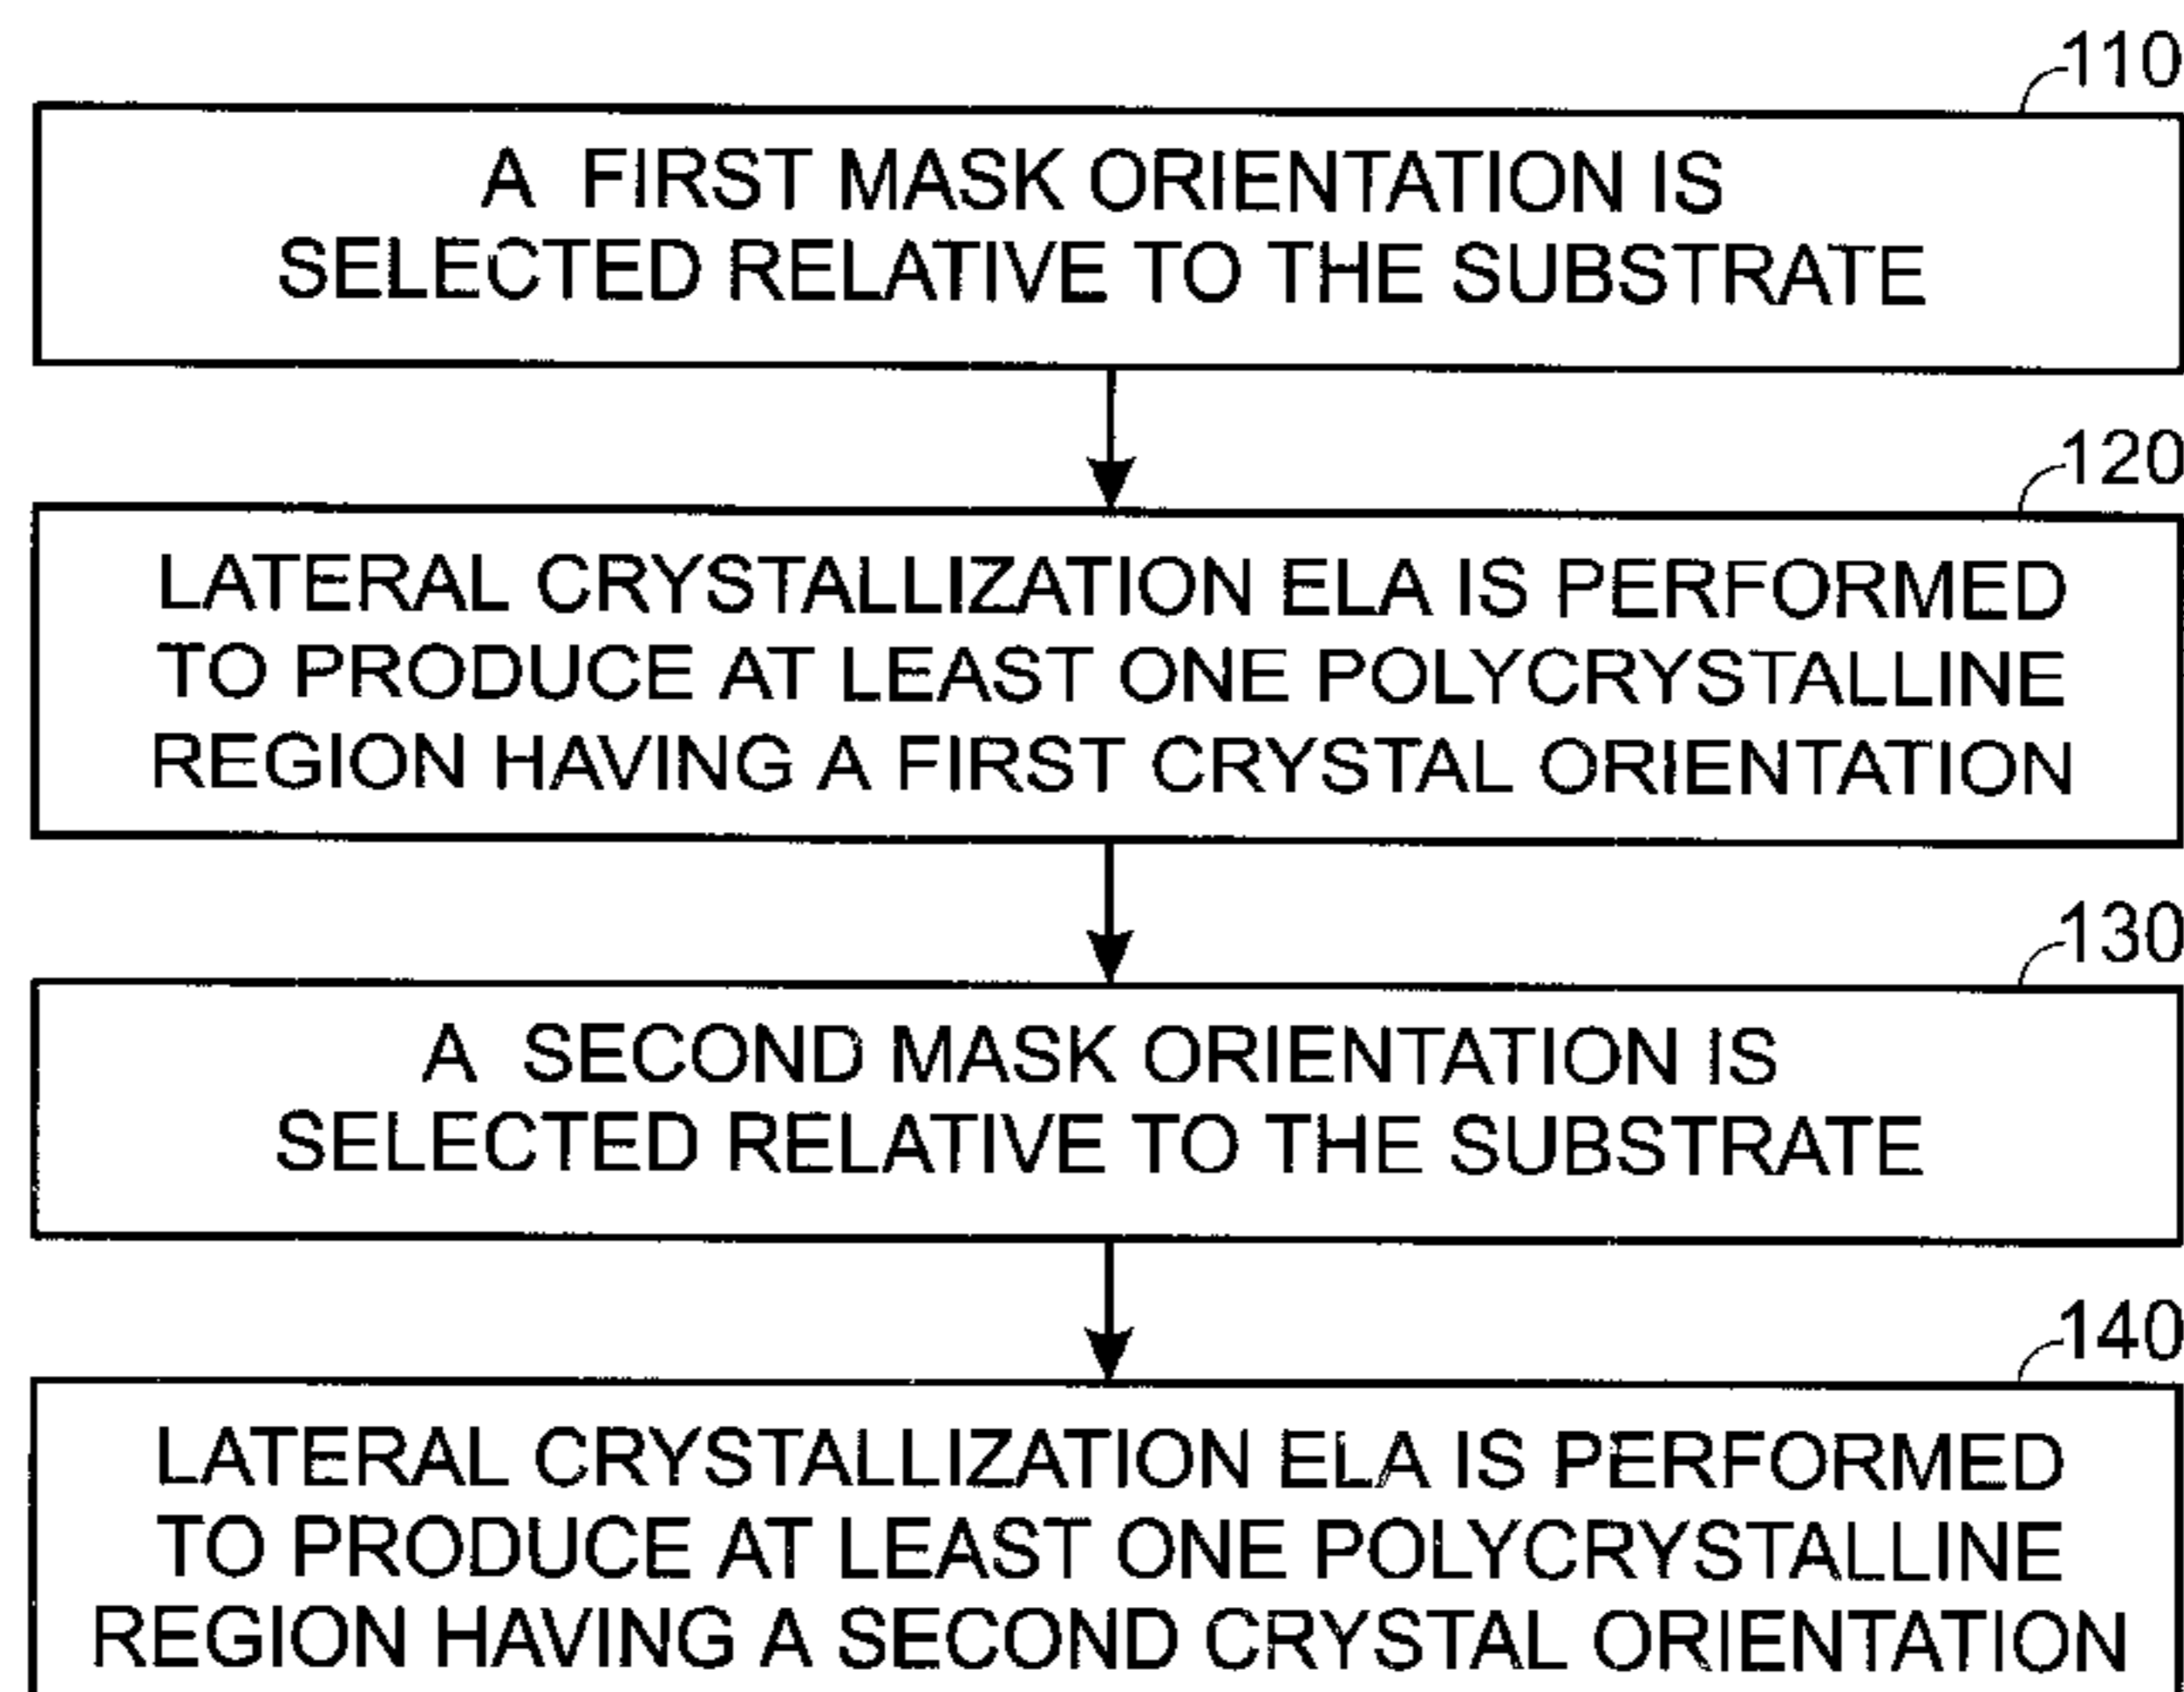 110
A FIRST MASK ORIENTATION IS
SELECTED RELATIVE TO THE SUBSTRATE
120
LATERAL CRYSTALLIZATION ELA IS PERFORMED
TO PRODUCE AT LEAST ONE POLYCRYSTALLINE
REGION HAVING A FIRST CRYSTAL ORIENTATION
130
A SECOND MASK ORIENTATION IS
SELECTED RELATIVE TO THE SUBSTRATE
140
LATERAL CRYSTALLIZATION ELA IS PERFORMED
TO PRODUCE AT LEAST ONE POLYCRYSTALLINE
REGION HAVING A SECOND CRYSTAL ORIENTATION